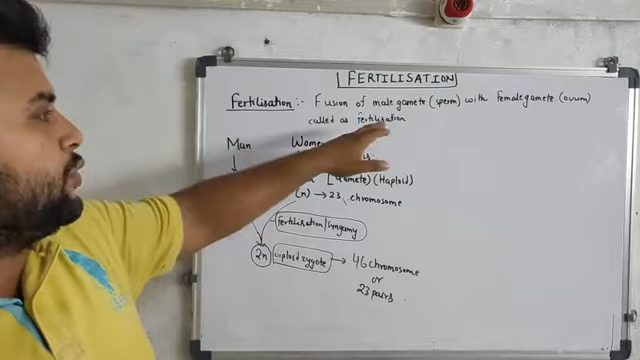 FERTILISATION
Fertilisation :- Fusion of male gamete (sperm) with female gamete (ovum)
called as fertilisation.
Man Women
[Gamete) (Haploid)
(n) → 23 chromosome
fertilisation/syngamy
2n diploid zygote → 46 chromosome
or
23 pairs.